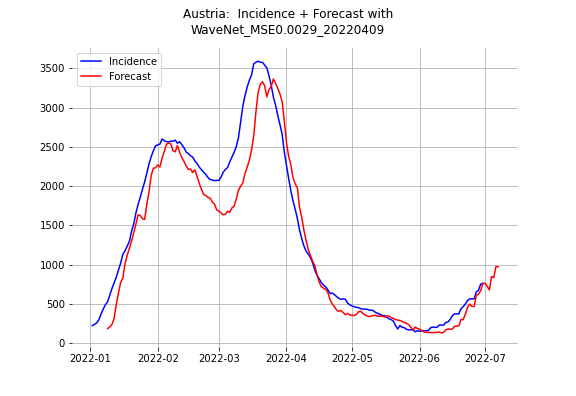 Austria:  Incidence + Forecast with
WaveNet_MSE0.0029_20220409
Incidence
Forecast
3500
3000
2500
2000
1500
1000
500
0
2022-01 2022-02 2022-03 2022-04 2022-05 2022-06 2022-07